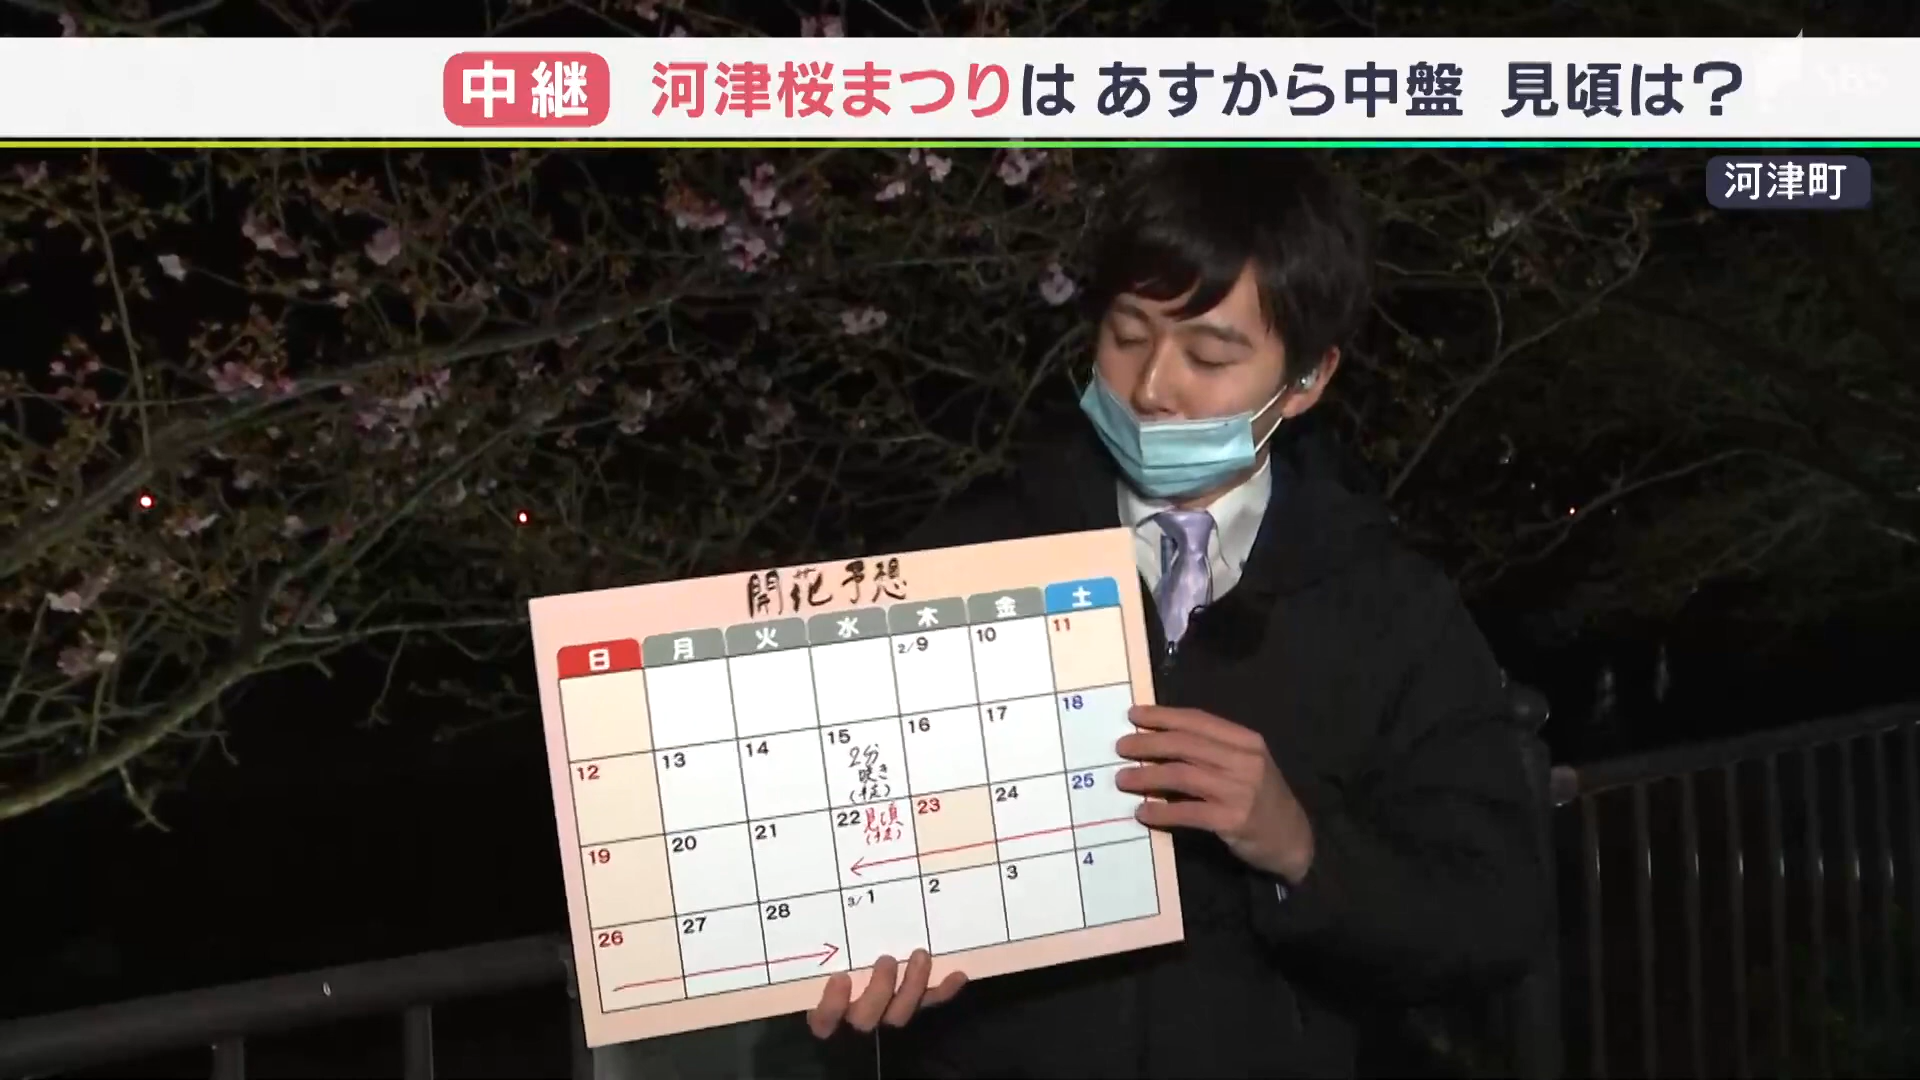 中継 河津桜まつりは あすから中盤 見頃は?
SBS
河津町
開花予想
日 月 火 水 木 金 土
2/9 10 11
12 13 14 15 16 17 18
2分
咲き
(予定)
19 20 21 22 23 24 25
見頃
(予定)
26 27 28 3/1 2 3 4